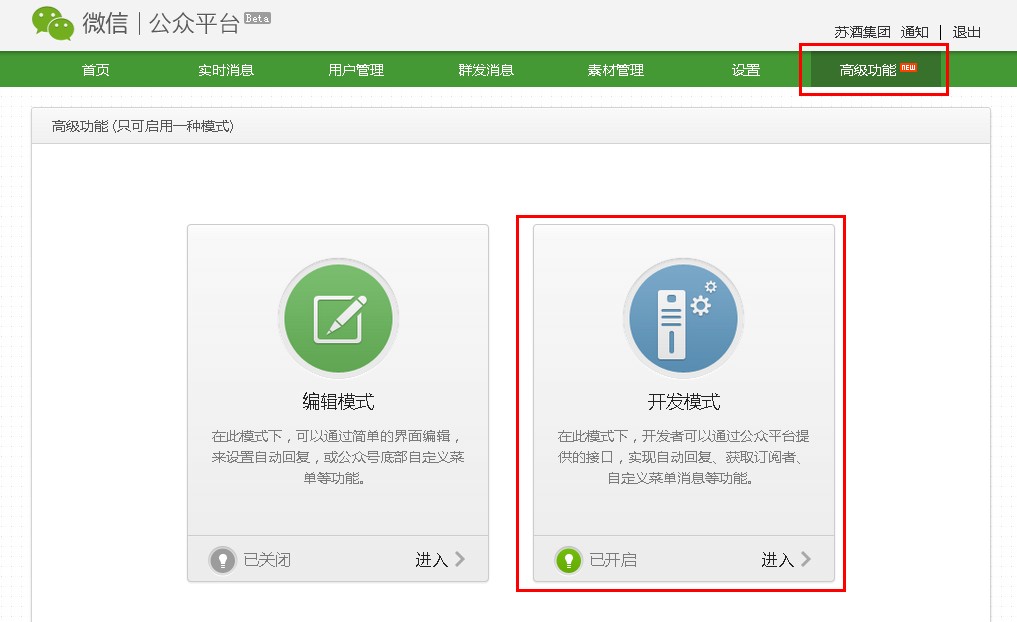 微信 | 公众平台 Beta
苏酒集团 通知 | 退出
首页 实时消息 用户管理 群发消息 素材管理 设置 高级功能 NEW
高级功能 (只可启用一种模式)
编辑模式
在此模式下，可以通过简单的界面编辑，
来设置自动回复，或公众号底部自定义菜
单等功能。
已关闭 进入
开发模式
在此模式下，开发者可以通过公众平台提
供的接口，实现自动回复、获取订阅者、
自定义菜单消息等功能。
已开启 进入